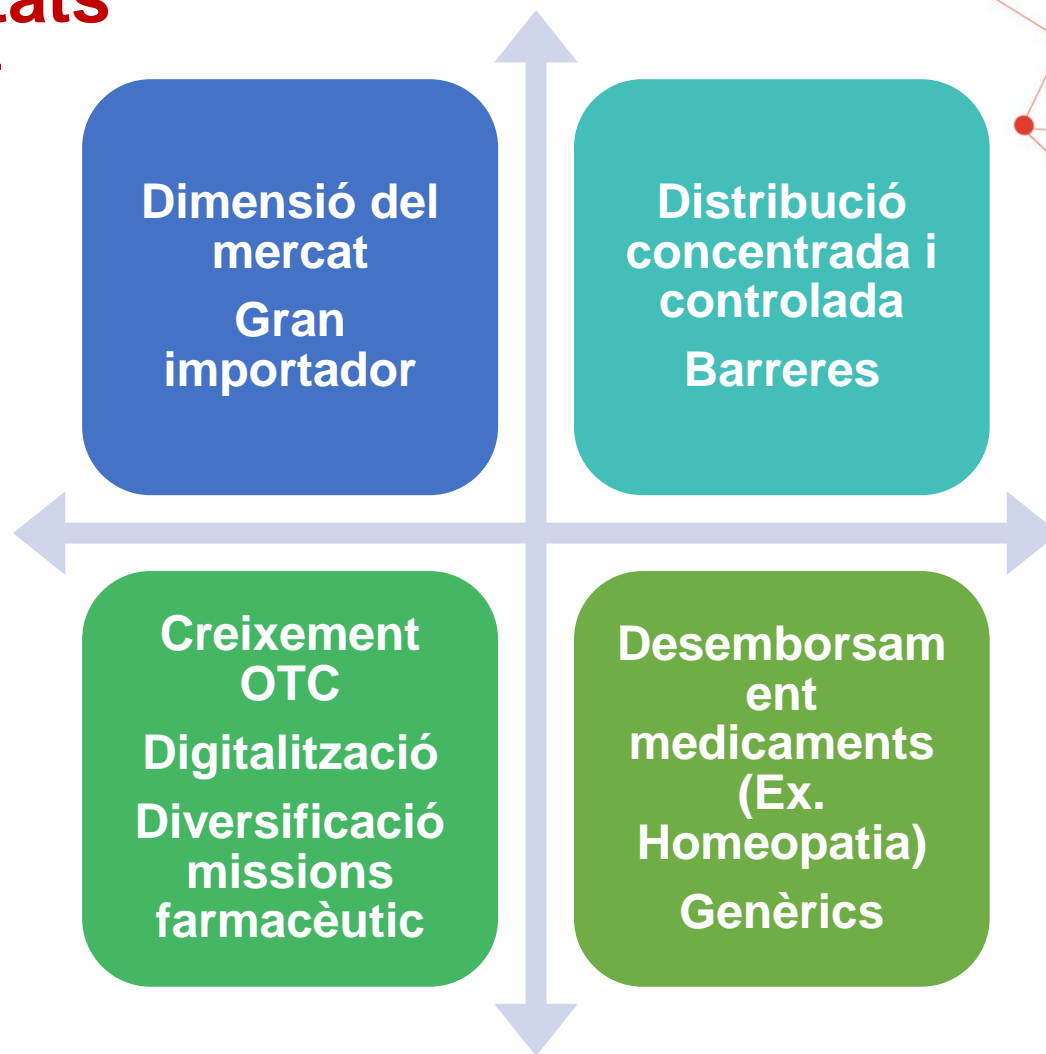 tats
Dimensió del
mercat
Gran
importador
Distribució
concentrada i
controlada
Barreres
Creixement
OTC
Digitalització
Diversificació
missions
farmacèutic
Desemborsam
ent
medicaments
(Ex.
Homeopatia)
Genèrics